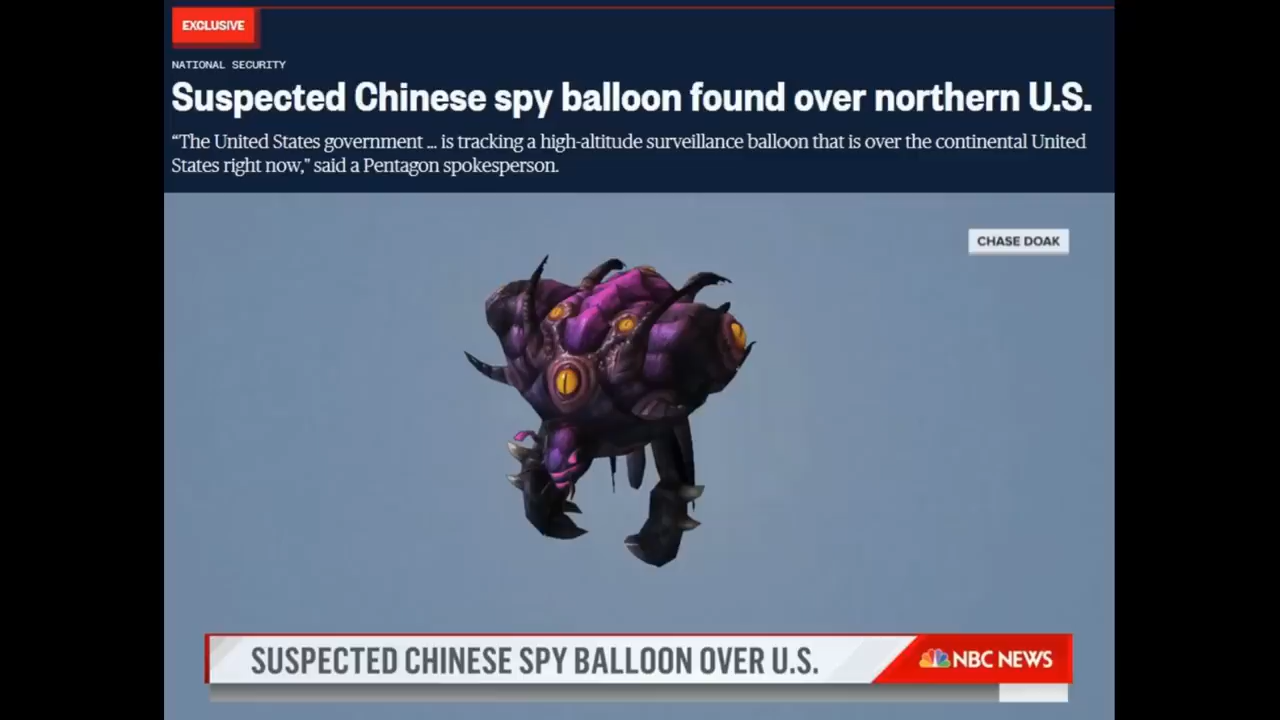 EXCLUSIVE
NATIONAL SECURITY
Suspected Chinese spy balloon found over northern U.S.
“The United States government ... is tracking a high-altitude surveillance balloon that is over the continental United
States right now,” said a Pentagon spokesperson.
CHASE DOAK
SUSPECTED CHINESE SPY BALLOON OVER U.S.
NBC NEWS